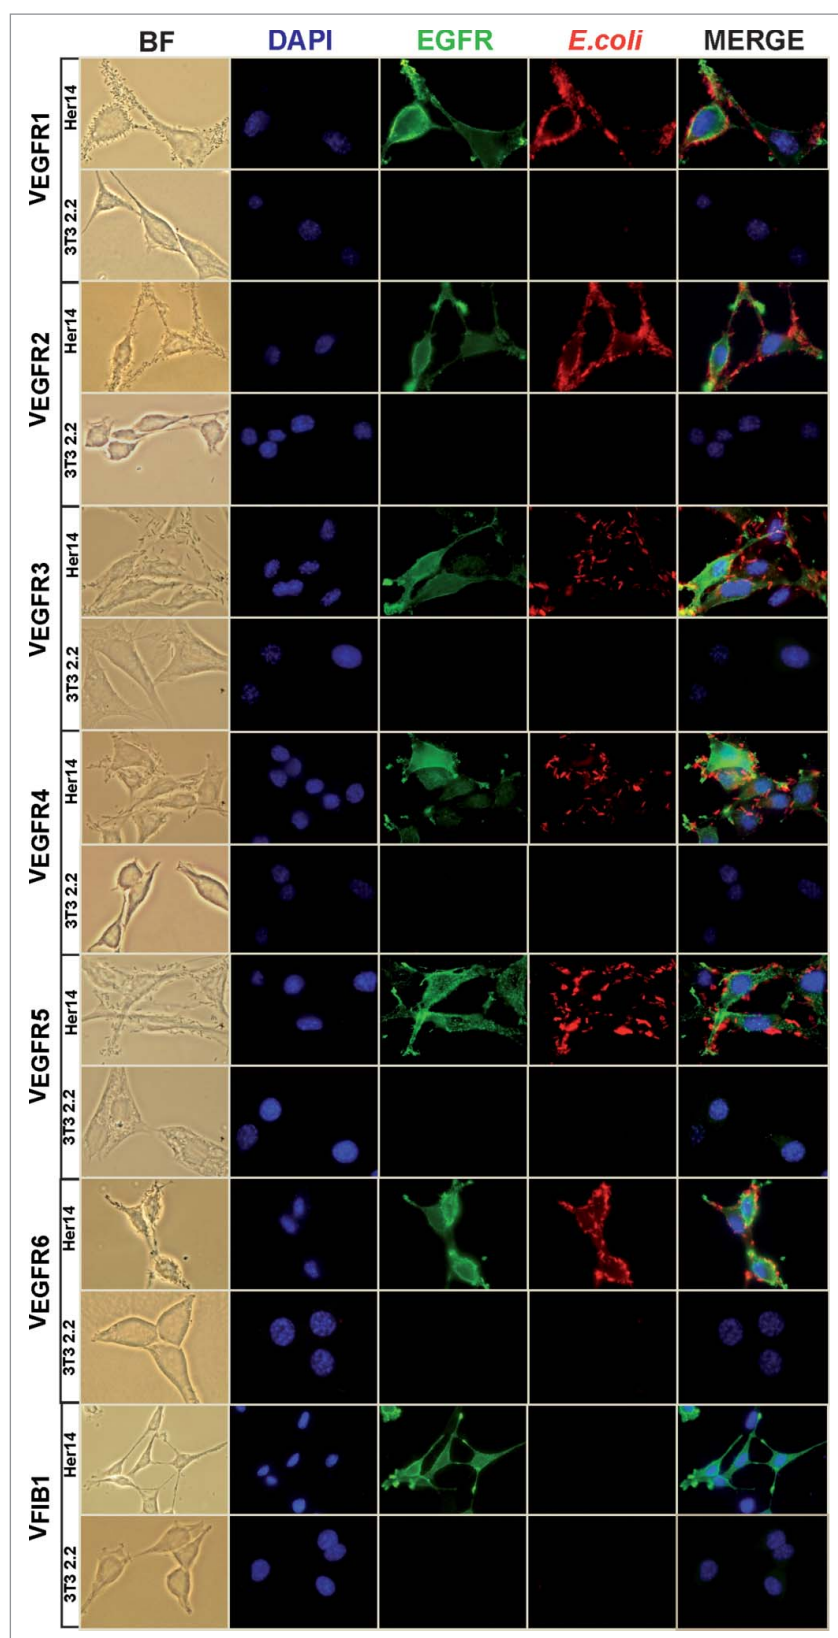 BF DAPI EGFR E.coli MERGE
VEGFR1
Her14
3T3 2.2
VEGFR2
Her14
3T3 2.2
VEGFR3
Her14
3T3 2.2
VEGFR4
Her14
3T3 2.2
VEGFR5
Her14
3T3 2.2
VEGFR6
Her14
3T3 2.2
VFIB1
Her14
3T3 2.2